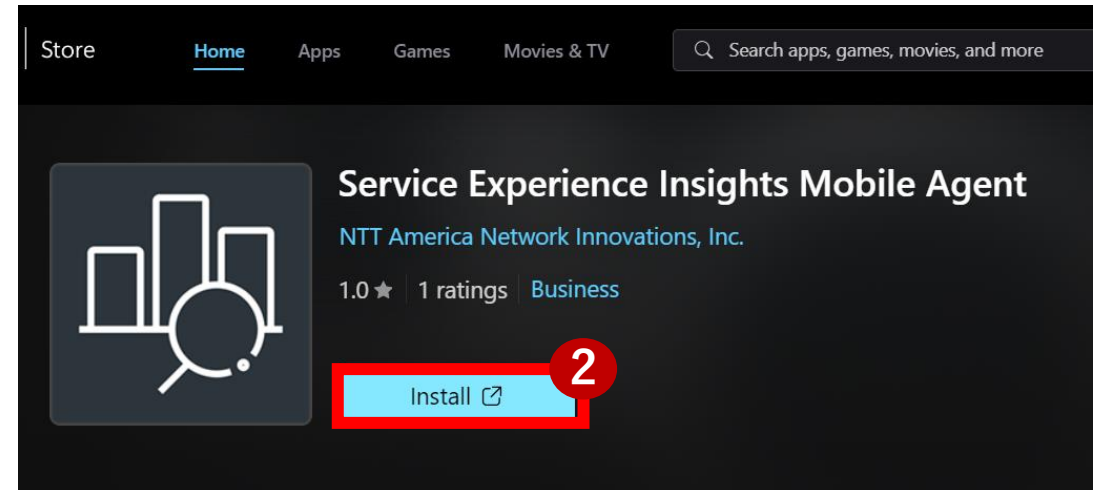 Store Home Apps Games Movies & TV Search apps, games, movies, and more
Service Experience Insights Mobile Agent
NTT America Network Innovations, Inc.
1.0 ★ 1 ratings Business
2
Install